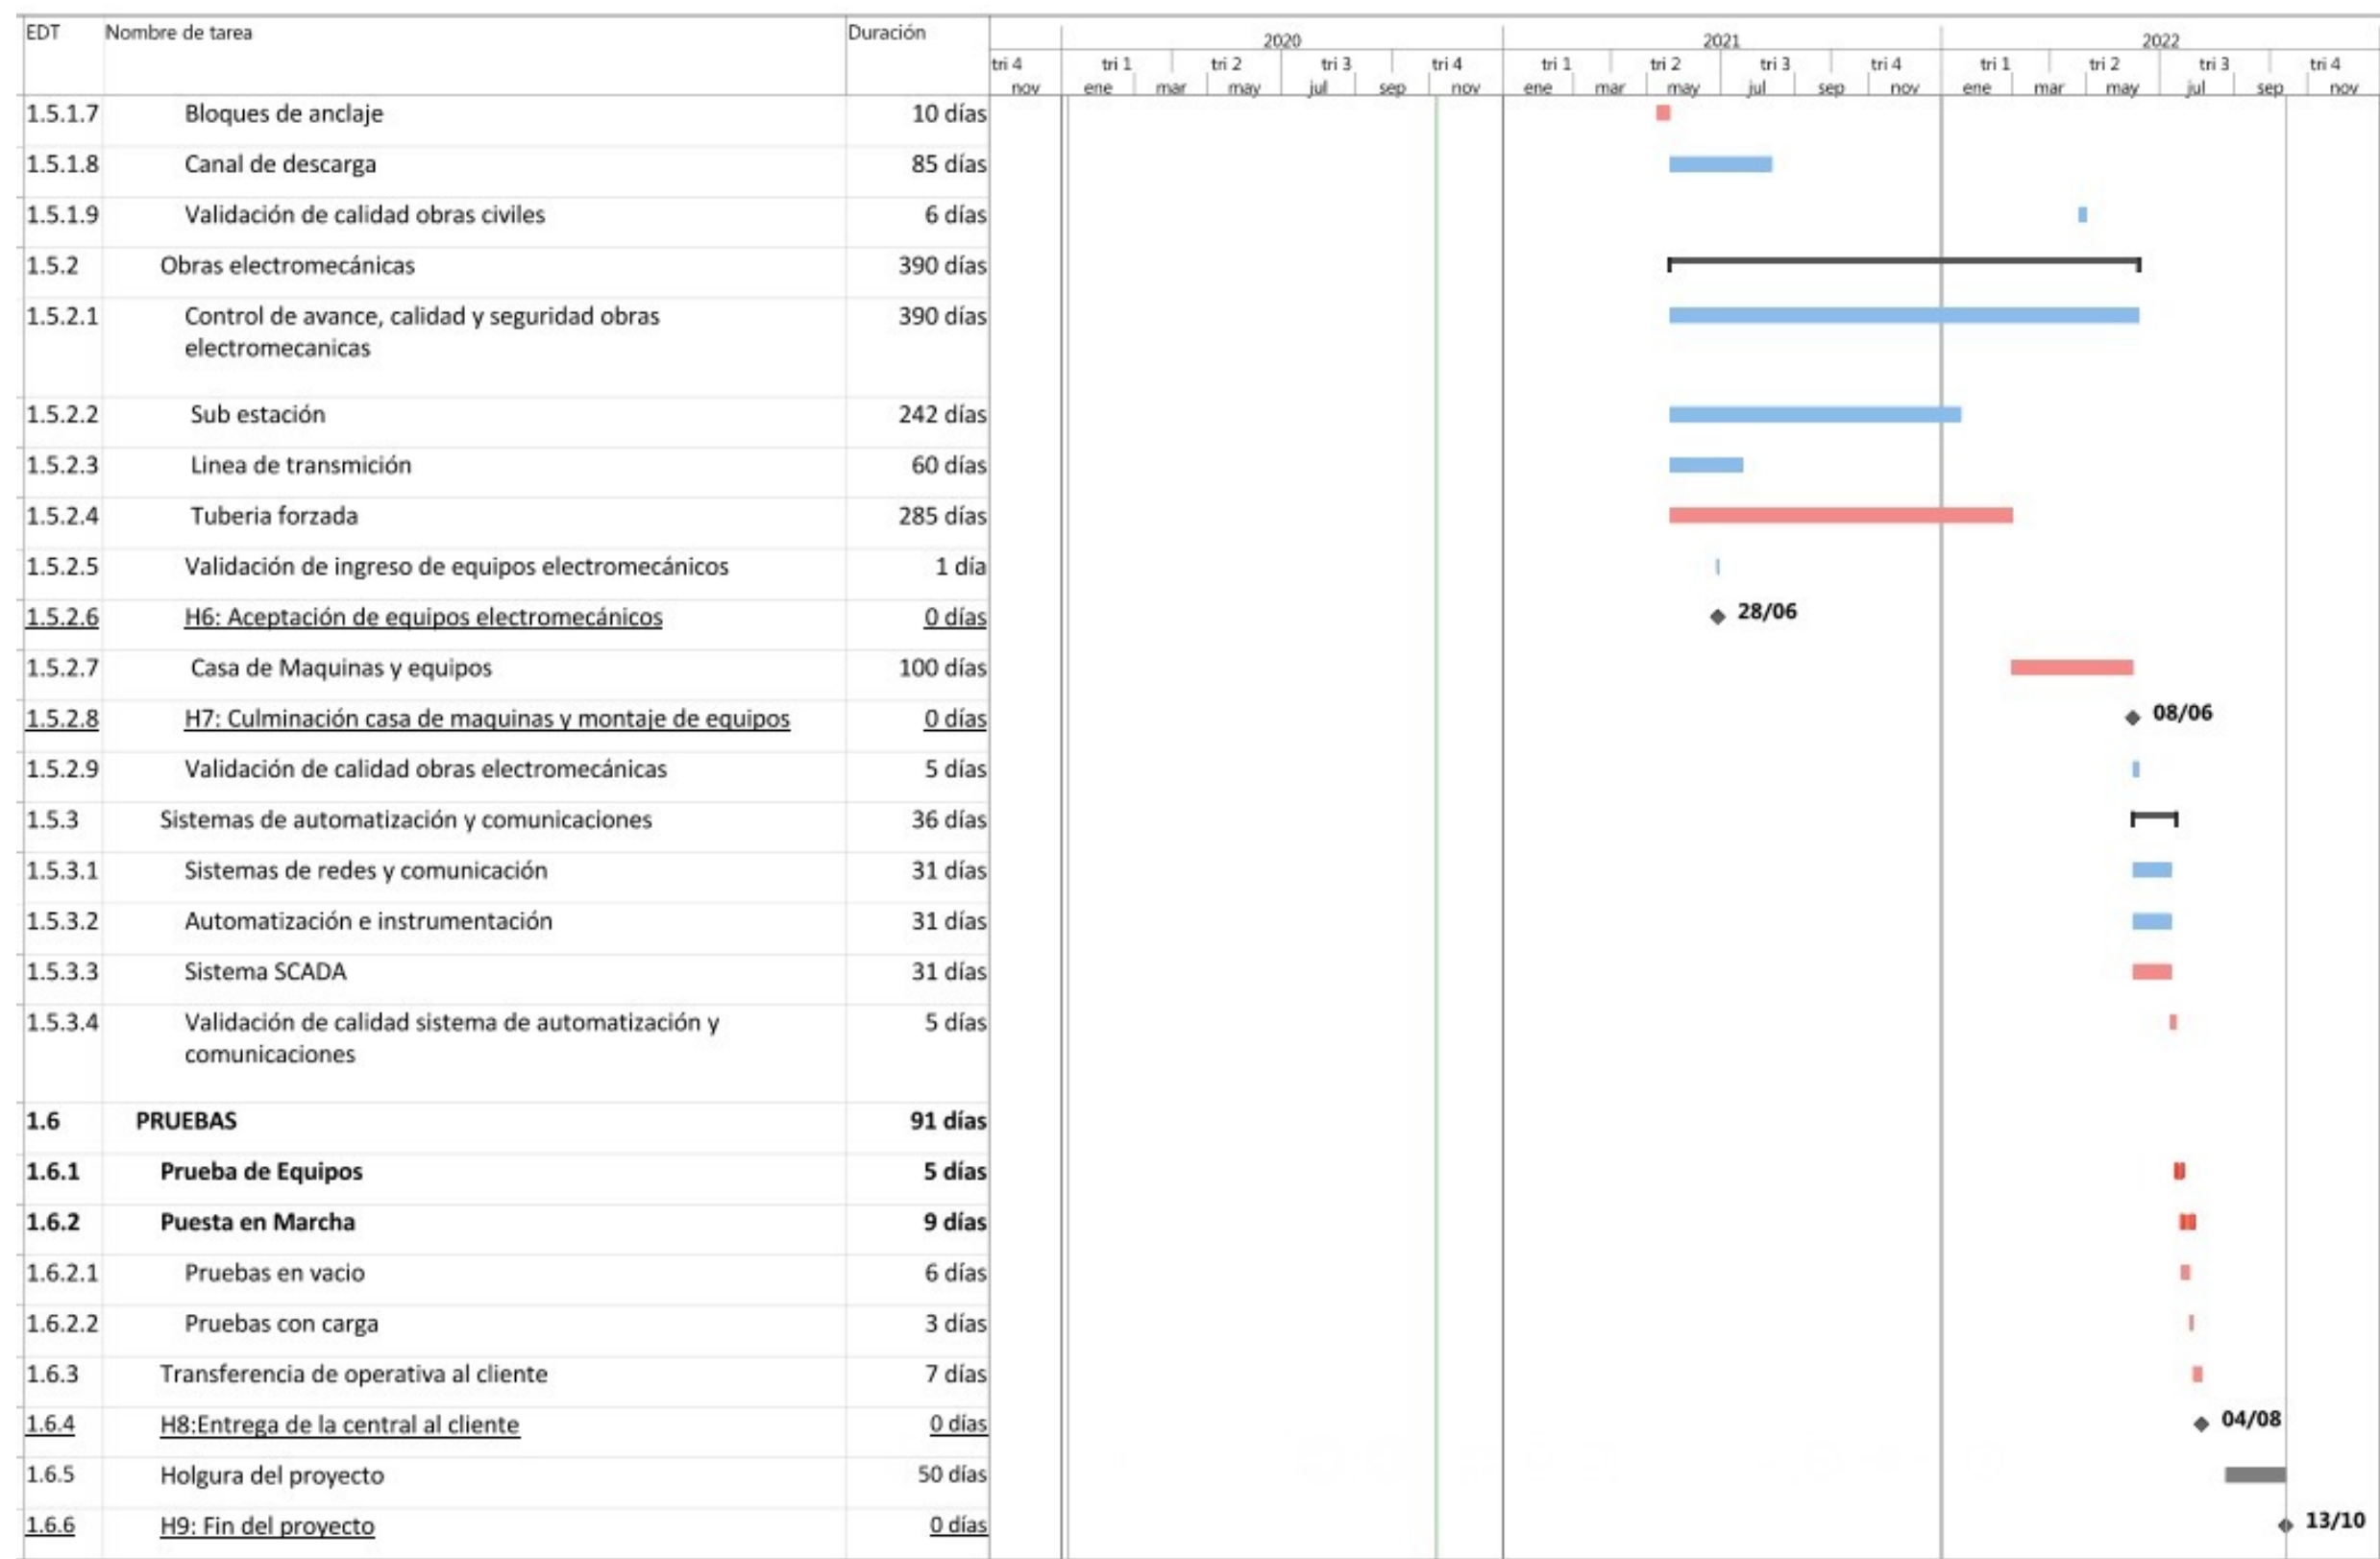 EDT Nombre de tarea Duración
2020 2021 2022
tri 4 tri 1 tri 2 tri 3 tri 4 tri 1 tri 2 tri 3 tri 4 tri 1 tri 2 tri 3 tri 4
nov ene mar may jul sep nov ene mar may jul sep nov ene mar may jul sep nov
1.5.1.7 Bloques de anclaje 10 días
1.5.1.8 Canal de descarga 85 días
1.5.1.9 Validación de calidad obras civiles 6 días
1.5.2 Obras electromecánicas 390 días
1.5.2.1 Control de avance, calidad y seguridad obras 390 días
electromecanicas
1.5.2.2 Sub estación 242 días
1.5.2.3 Linea de transmición 60 días
1.5.2.4 Tuberia forzada 285 días
1.5.2.5 Validación de ingreso de equipos electromecánicos 1 día
1.5.2.6 H6: Aceptación de equipos electromecánicos 0 días 28/06
1.5.2.7 Casa de Maquinas y equipos 100 días
1.5.2.8 H7: Culminación casa de maquinas y montaje de equipos 0 días 08/06
1.5.2.9 Validación de calidad obras electromecánicas 5 días
1.5.3 Sistemas de automatización y comunicaciones 36 días
1.5.3.1 Sistemas de redes y comunicación 31 días
1.5.3.2 Automatización e instrumentación 31 días
1.5.3.3 Sistema SCADA 31 días
1.5.3.4 Validación de calidad sistema de automatización y 5 días
comunicaciones
1.6 PRUEBAS 91 días
1.6.1 Prueba de Equipos 5 días
1.6.2 Puesta en Marcha 9 días
1.6.2.1 Pruebas en vacio 6 días
1.6.2.2 Pruebas con carga 3 días
1.6.3 Transferencia de operativa al cliente 7 días
1.6.4 H8:Entrega de la central al cliente 0 días 04/08
1.6.5 Holgura del proyecto 50 días
1.6.6 H9: Fin del proyecto 0 días 13/10